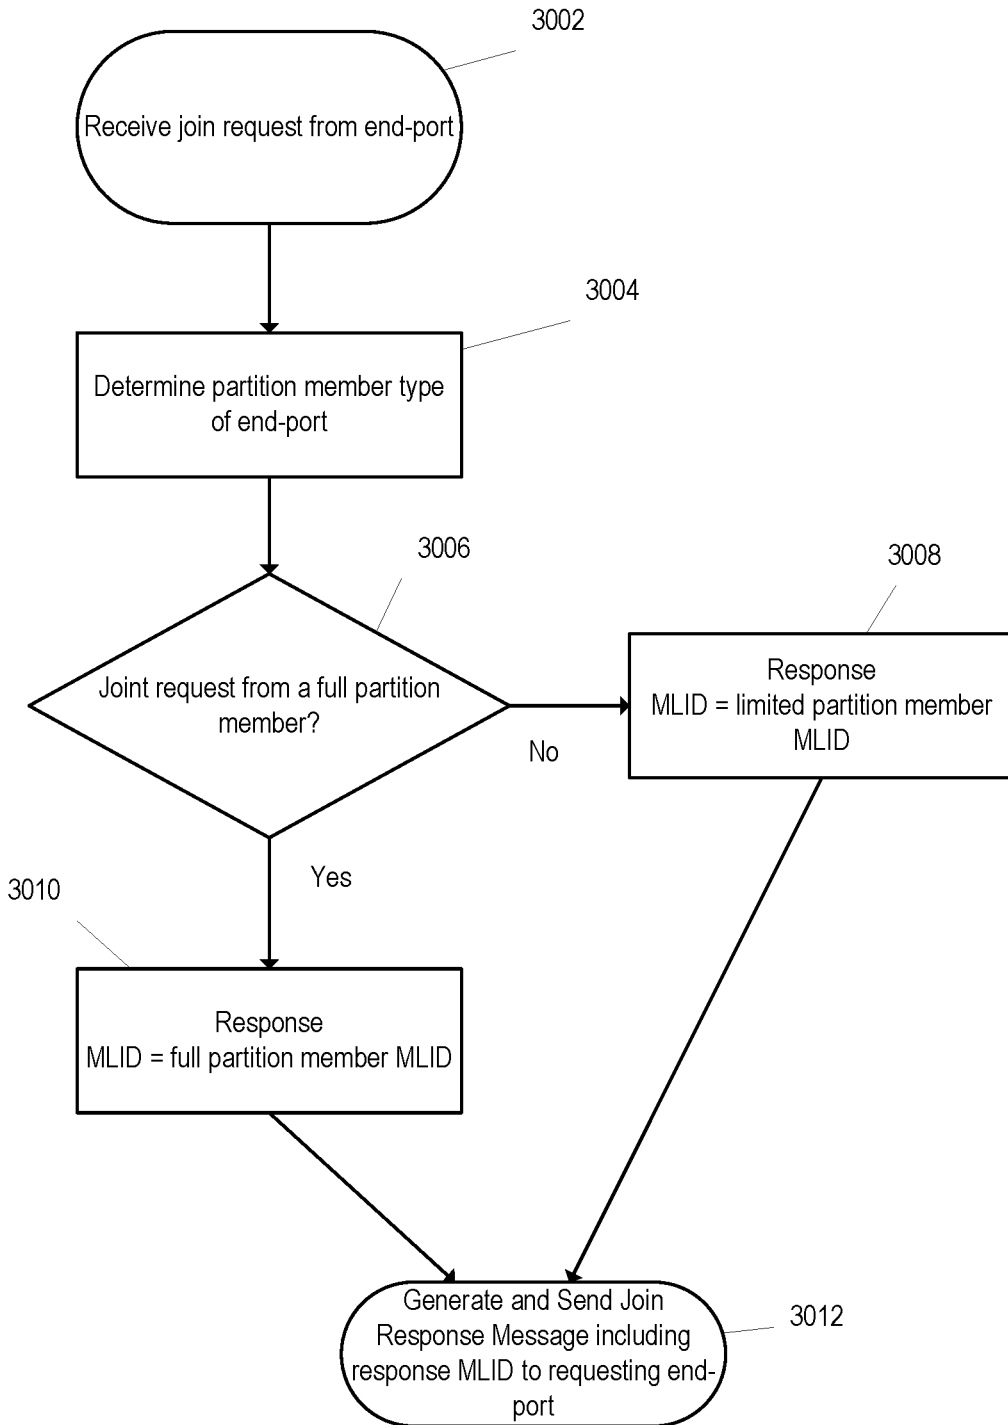 3002
Receive join request from end-port
3004
Determine partition member type
of end-port
3006
Joint request from a full partition
member?
No
3008
Response
MLID = limited partition member
MLID
Yes
3010
Response
MLID = full partition member MLID
Generate and Send Join
Response Message including
response MLID to requesting end-
port
3012